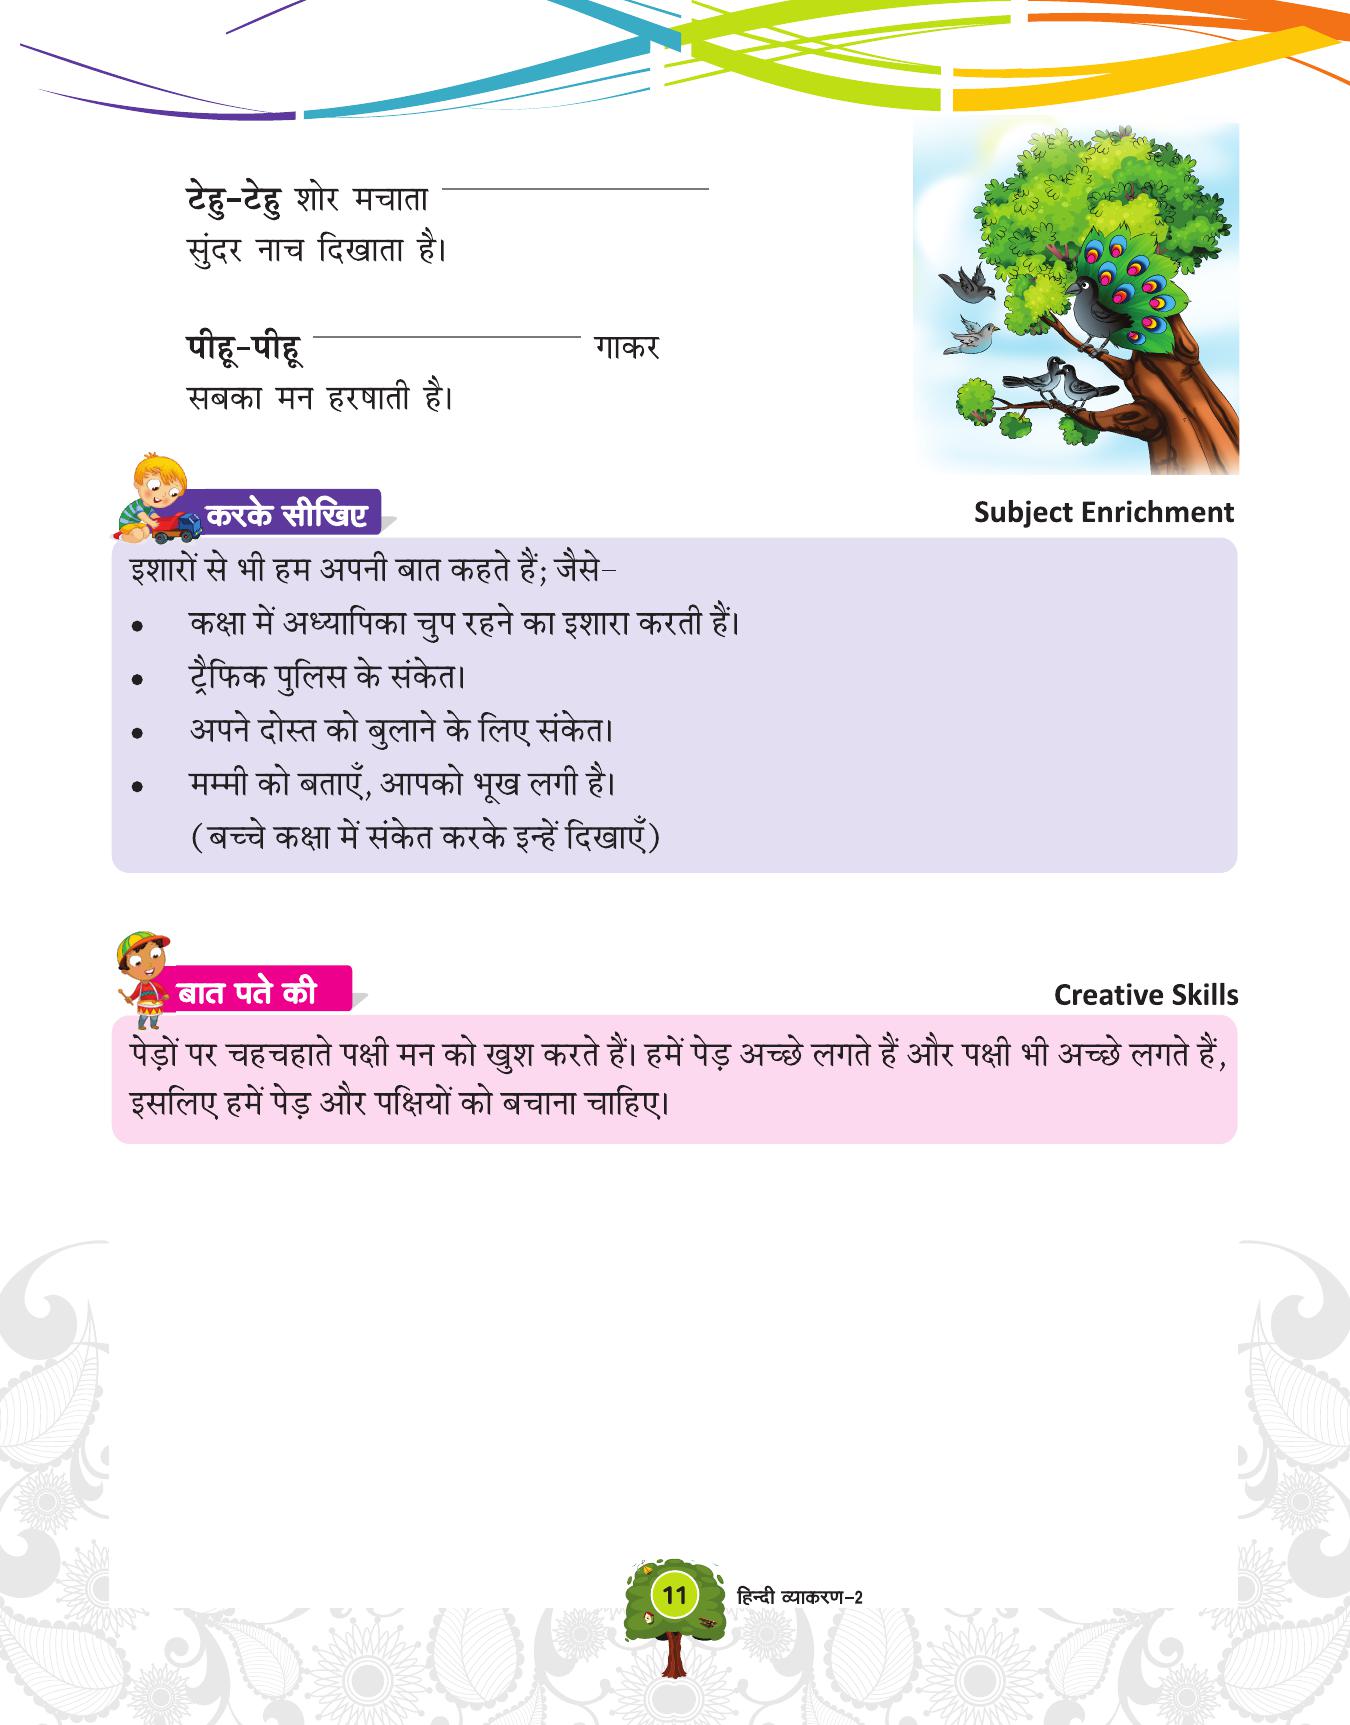 टेहु-टेहु शोर मचाता
सुंदर नाच दिखाता है।
पीहू-पीहू गाकर
सबका मन हरषाती है।
करके सीखिए
Subject Enrichment
इशारों से भी हम अपनी बात कहते हैं; जैसे–
• कक्षा में अध्यापिका चुप रहने का इशारा करती हैं।
• ट्रैफिक पुलिस के संकेत।
• अपने दोस्त को बुलाने के लिए संकेत।
• मम्मी को बताएँ, आपको भूख लगी है।
(बच्चे कक्षा में संकेत करके इन्हें दिखाएँ)
बात पते की
Creative Skills
पेड़ों पर चहचहाते पक्षी मन को खुश करते हैं। हमें पेड़ अच्छे लगते हैं और पक्षी भी अच्छे लगते हैं,
इसलिए हमें पेड़ और पक्षियों को बचाना चाहिए।
11 हिन्दी व्याकरण–2